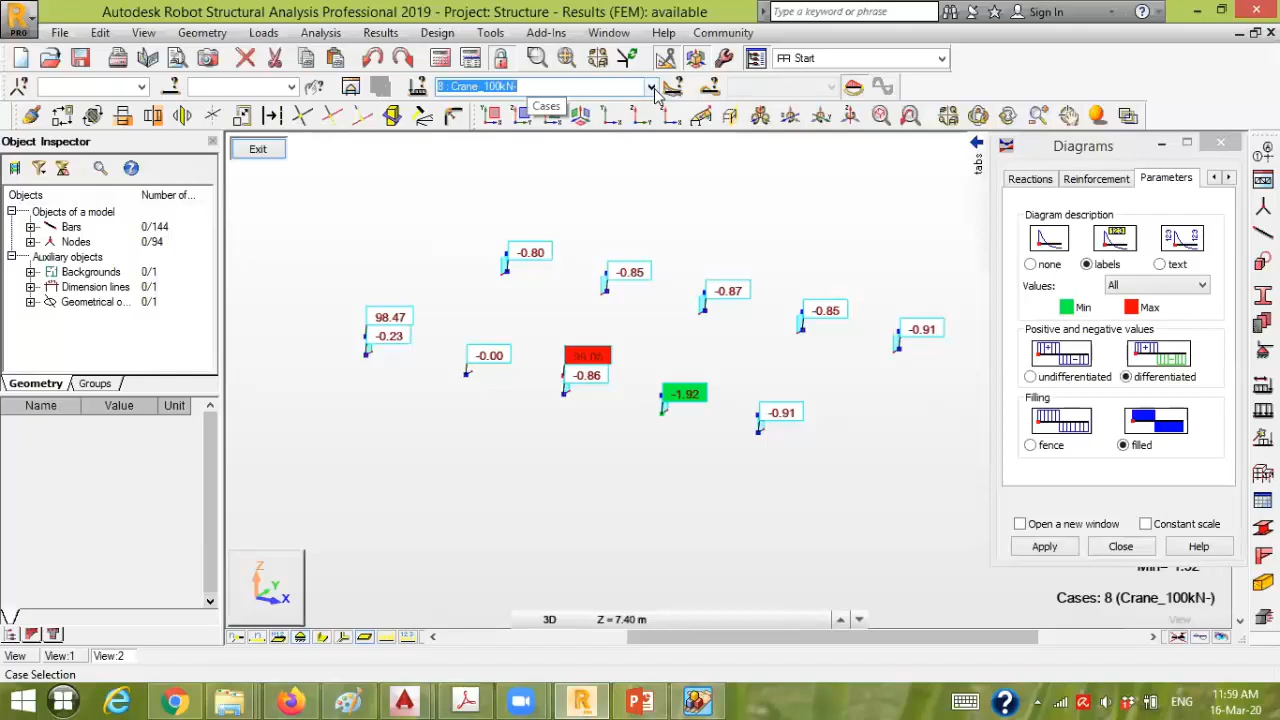 Autodesk Robot Structural Analysis Professional 2019 - Project: Structure - Results (FEM): available
Type a keyword or phrase
Sign In
PRO
File Edit View Geometry Loads Analysis Results Design Tools Add-Ins Window Help Community
Start
8 : Crane_100kN-
Cases
Object Inspector
Exit
tabs
Diagrams
Objects Number of...
Objects of a model
Bars 0/144
Nodes 0/94
Auxiliary objects
Backgrounds 0/1
Dimension lines 0/1
Geometrical o... 0/1
Geometry Groups
Name Value Unit
-0.80
-0.85
-0.87
-0.85
-0.91
98.47
-0.23
-0.00
-0.86
-1.92
-0.91
Reactions Reinforcement Parameters
Diagram description
none labels text
Values: All
Min Max
Positive and negative values
undifferentiated differentiated
Filling
fence filled
Open a new window Constant scale
Apply Close Help
Cases: 8 (Crane_100kN-)
Z
Y
X
3D Z = 7.40 m
View
View View:1 View:2
Case Selection
ENG
11:59 AM
16-Mar-20